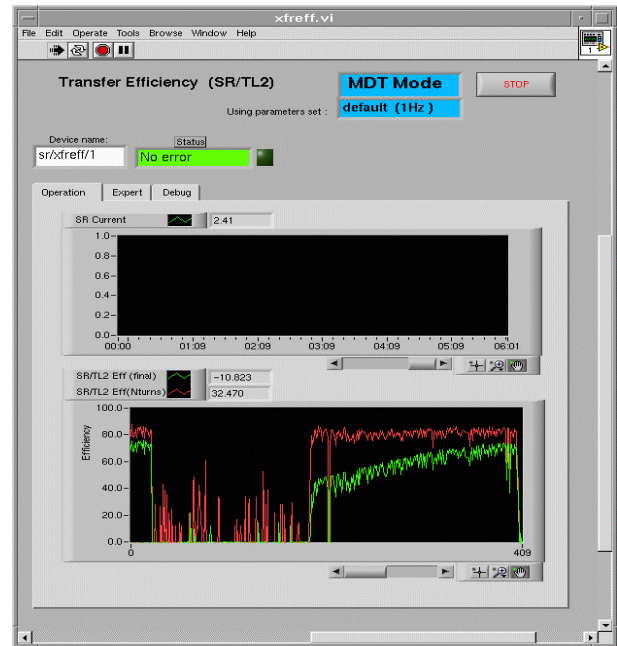 xfreff.vi
File Edit Operate Tools Browse Window Help
1
Transfer Efficiency (SR/TL2)
MDT Mode
STOP
Using parameters set :
default (1Hz )
Device name:
Status
sr/xfreff/1
No error
Operation Expert Debug
SR Current
2.41
1.0
0.8
0.6
0.4
0.2
0.0
00:00 01:09 02:09 03:09 04:09 05:09 06:01
SR/TL2 Eff (final)
-10.823
SR/TL2 Eff(Nturns)
32.470
Efficiency
100.0
80.0
60.0
40.0
20.0
0.0
0 409